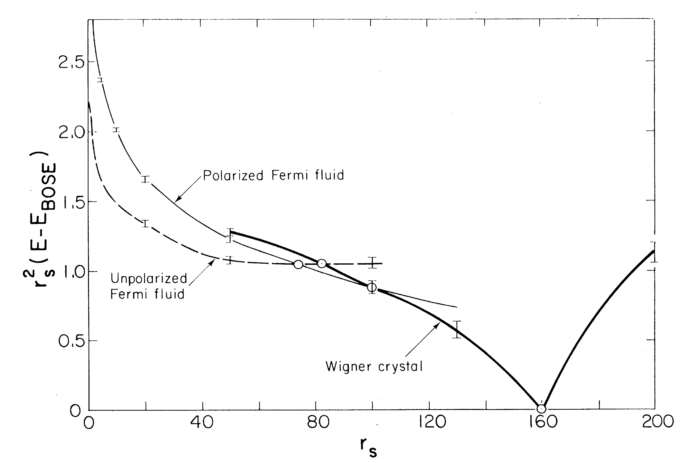 2.5
2.0
1.5
1.0
0.5
0
r_s^2 (E - E_BOSE)
Polarized Fermi fluid
Unpolarized
Fermi fluid
Wigner crystal
0 40 80 120 160 200
r_s